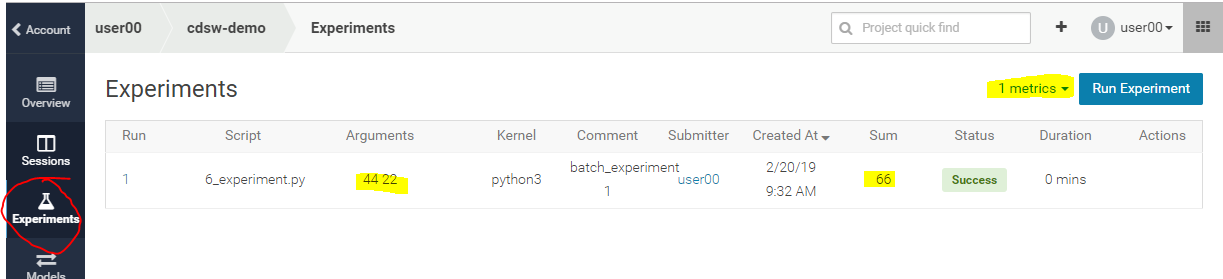 Account
user00
cdsw-demo
Experiments
Project quick find
+
U
user00
Overview
Sessions
Experiments
Models
Experiments
1 metrics
Run Experiment
Run
Script
Arguments
Kernel
Comment
Submitter
Created At
Sum
Status
Duration
Actions
1
6_experiment.py
44 22
python3
batch_experiment
1
user00
2/20/19
9:32 AM
66
Success
0 mins